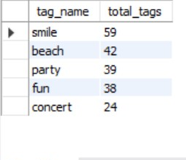 tag_name total_tags
smile 59
beach 42
party 39
fun 38
concert 24